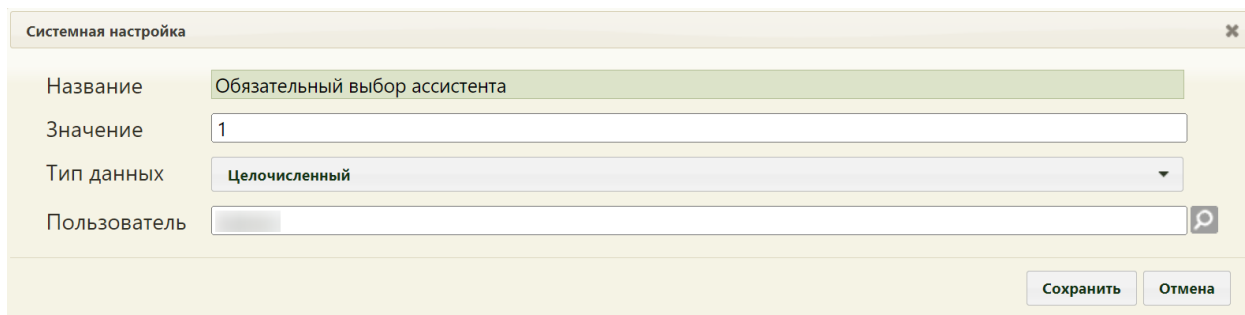 Системная настройка
Название Обязательный выбор ассистента
Значение 1
Тип данных Целочисленный
Пользователь
Сохранить Отмена